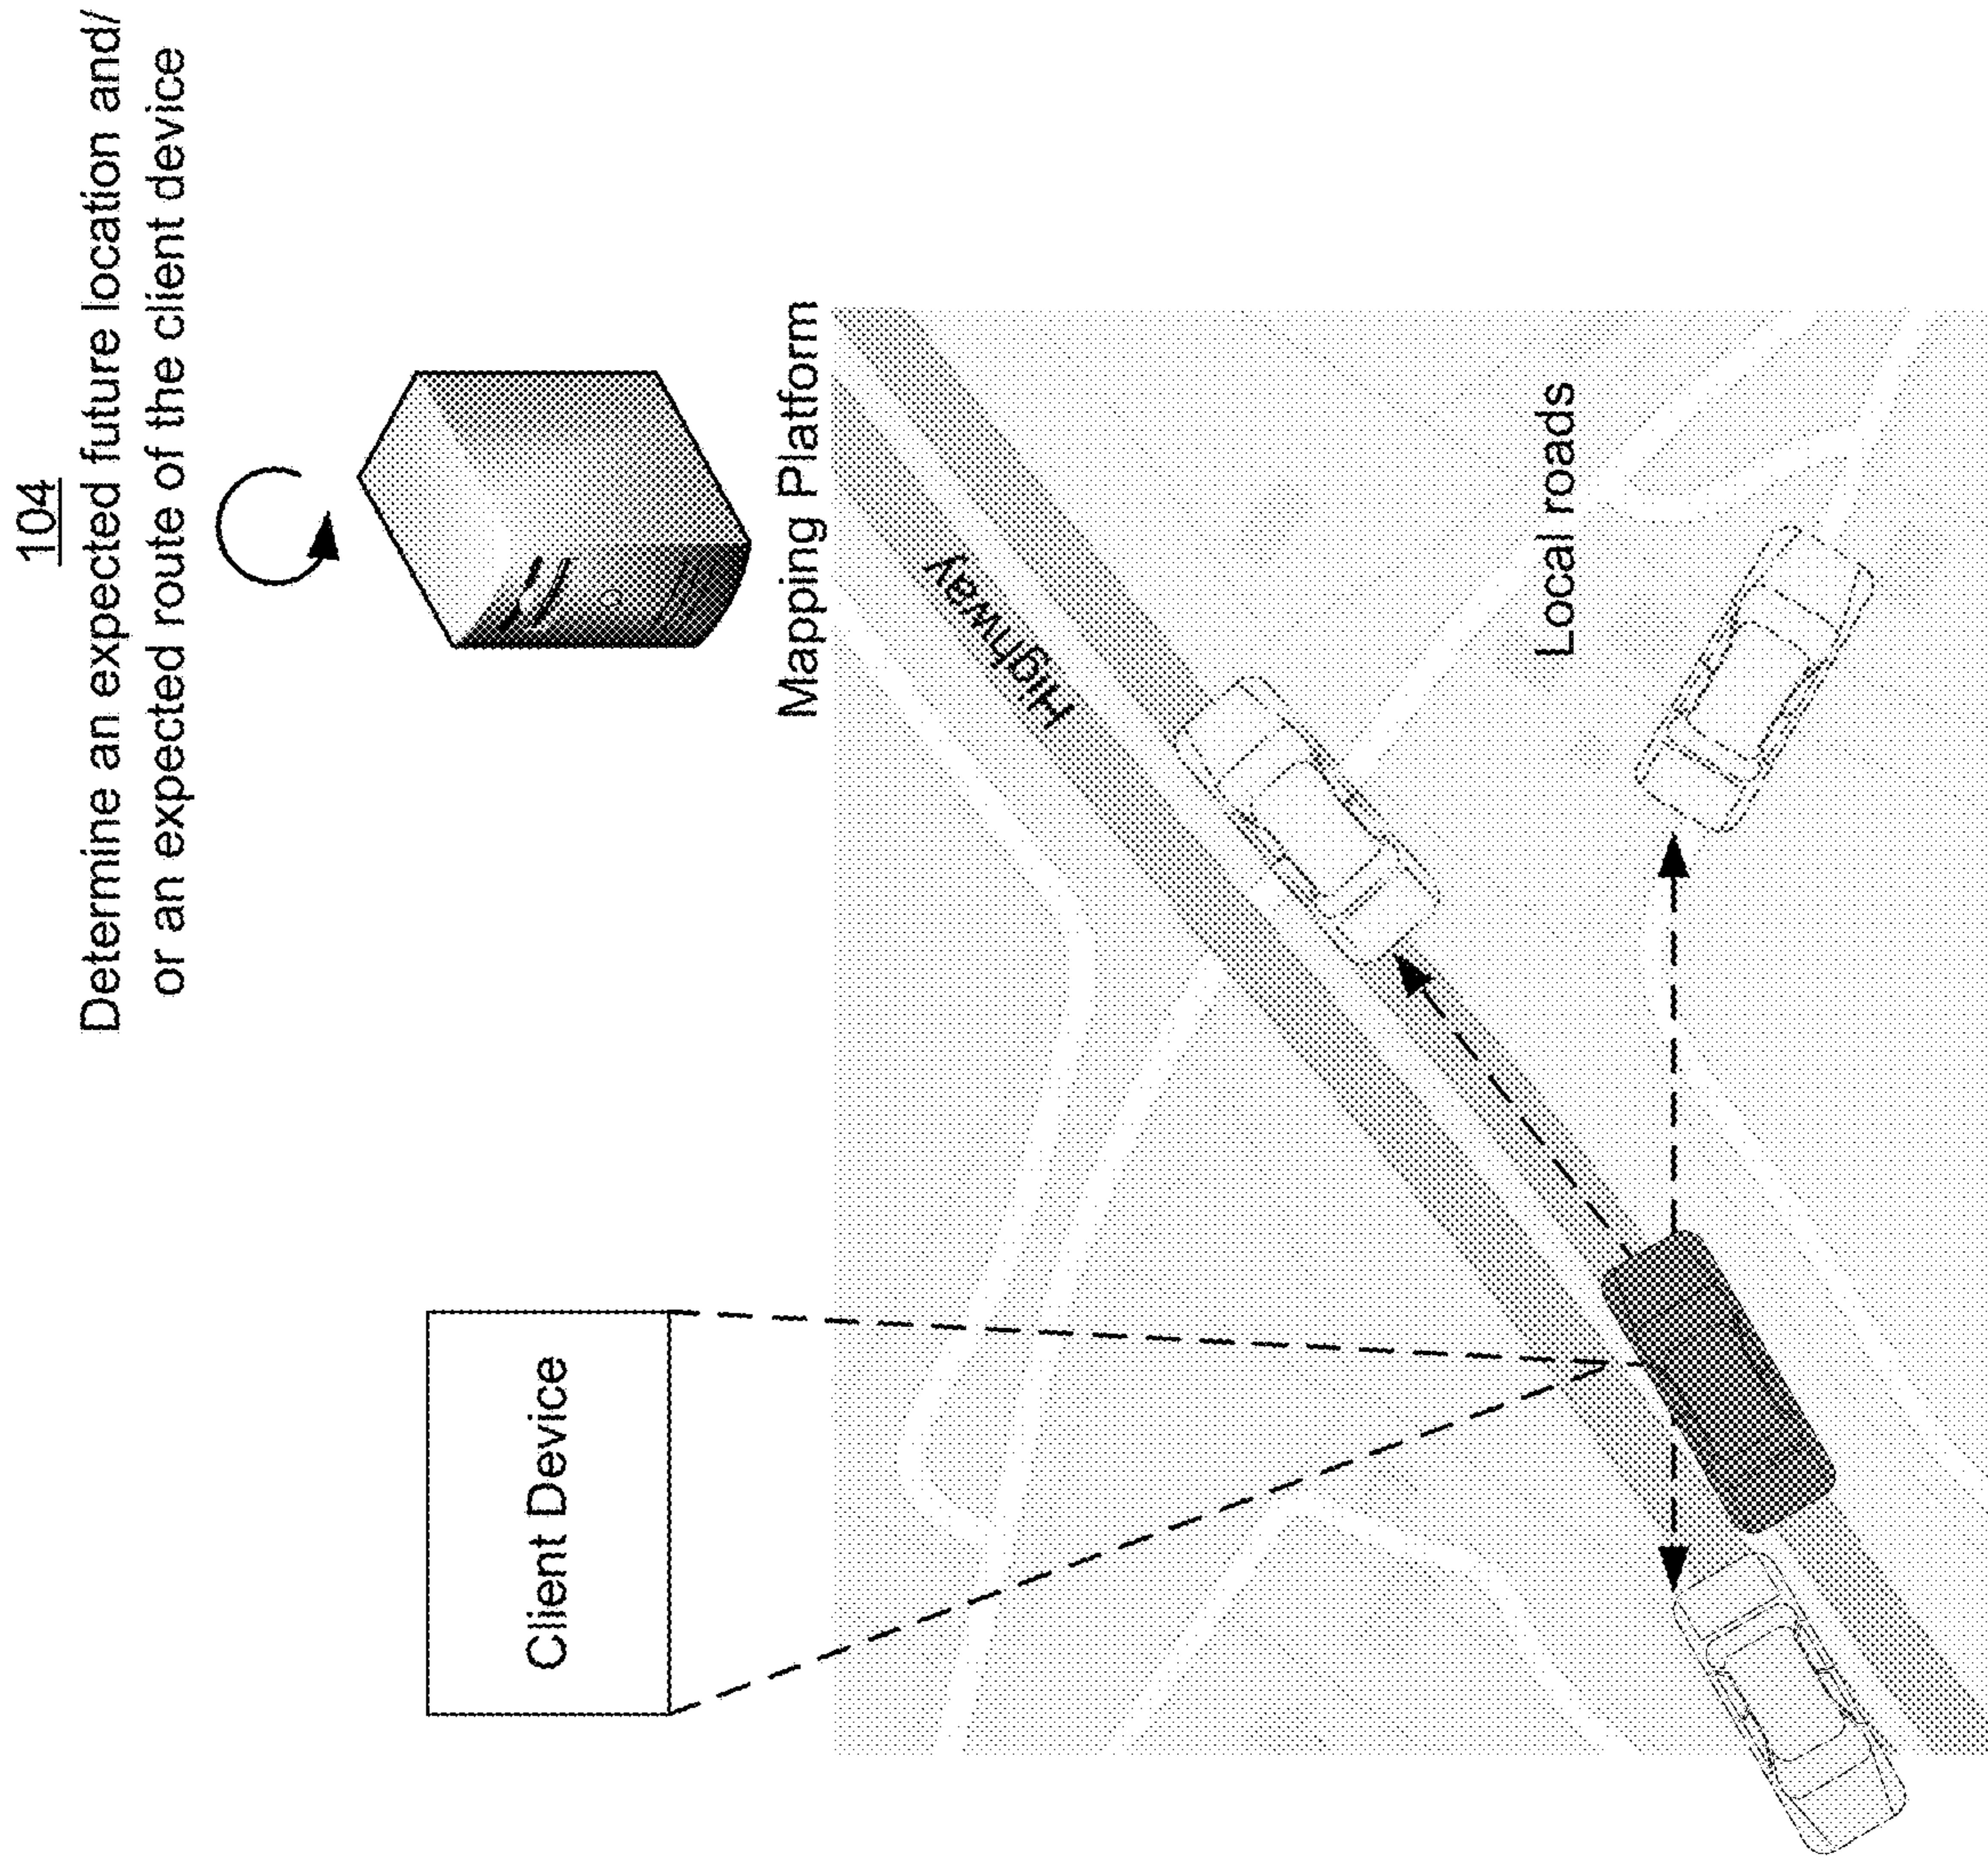 104
Determine an expected future location and/
or an expected route of the client device
Client Device
Mapping Platform
Highway
Local roads